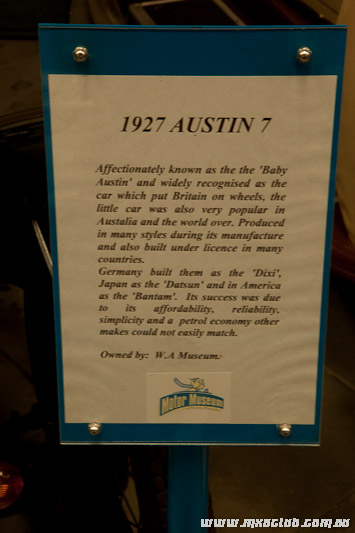 1927 AUSTIN 7
Affectionately known as the the 'Baby
Austin' and widely recognised as the
car which put Britain on wheels, the
little car was also very popular in
Austalia and the world over. Produced
in many styles during its manufacture
and also built under licence in many
countries.
Germany built them as the 'Dixi',
Japan as the 'Datsun' and in America
as the 'Bantam'. Its success was due
to its affordability, reliability,
simplicity and a petrol economy other
makes could not easily match.
Owned by: W.A Museum.
Motor Museum
www.mxaclub.com.au